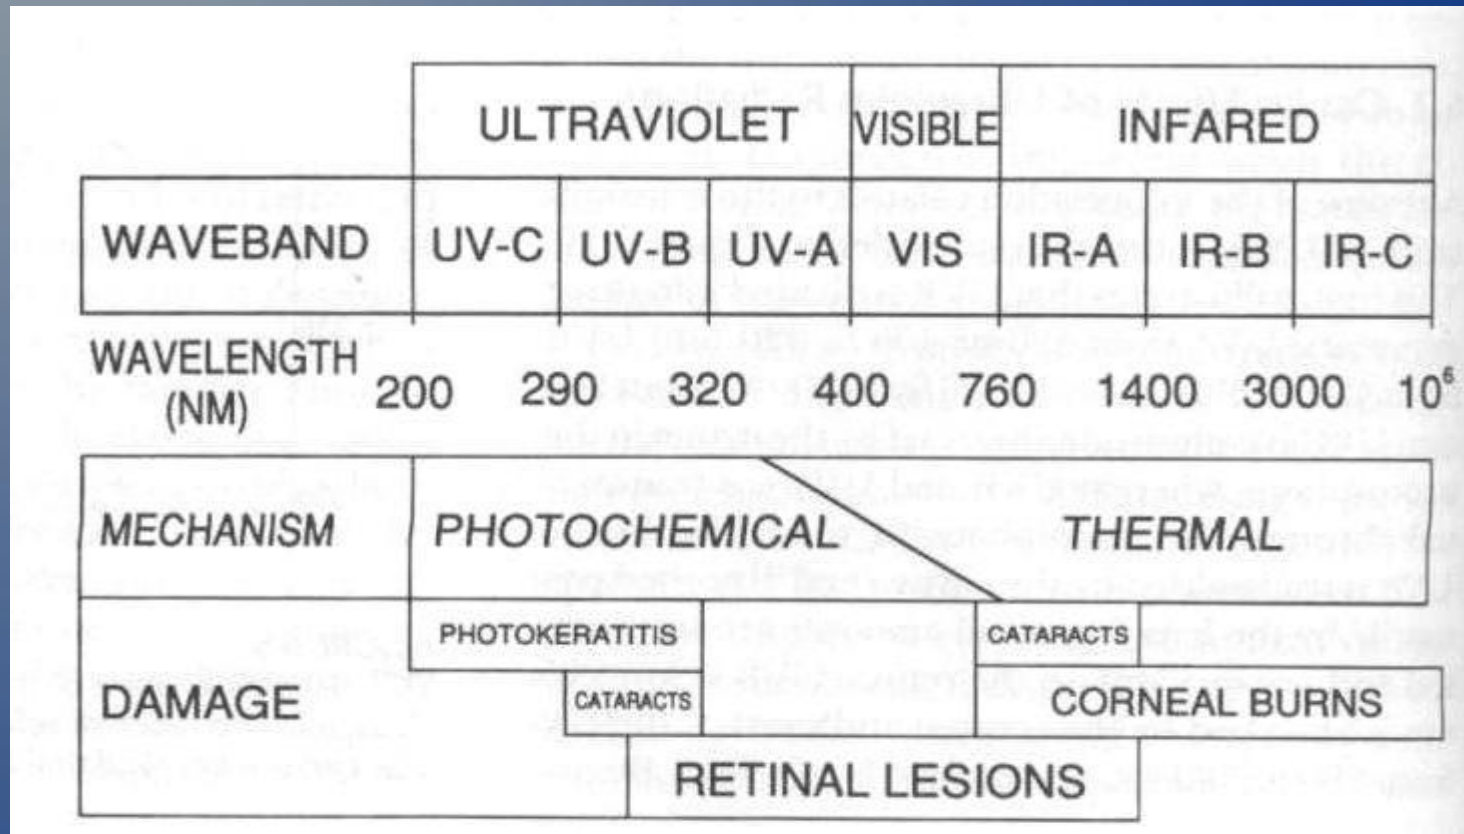 ULTRAVIOLET VISIBLE INFARED
WAVEBAND UV-C UV-B UV-A VIS IR-A IR-B IR-C
WAVELENGTH
(NM) 200 290 320 400 760 1400 3000 10⁶
MECHANISM PHOTOCHEMICAL THERMAL
PHOTOKERATITIS CATARACTS
DAMAGE CATARACTS CORNEAL BURNS
RETINAL LESIONS